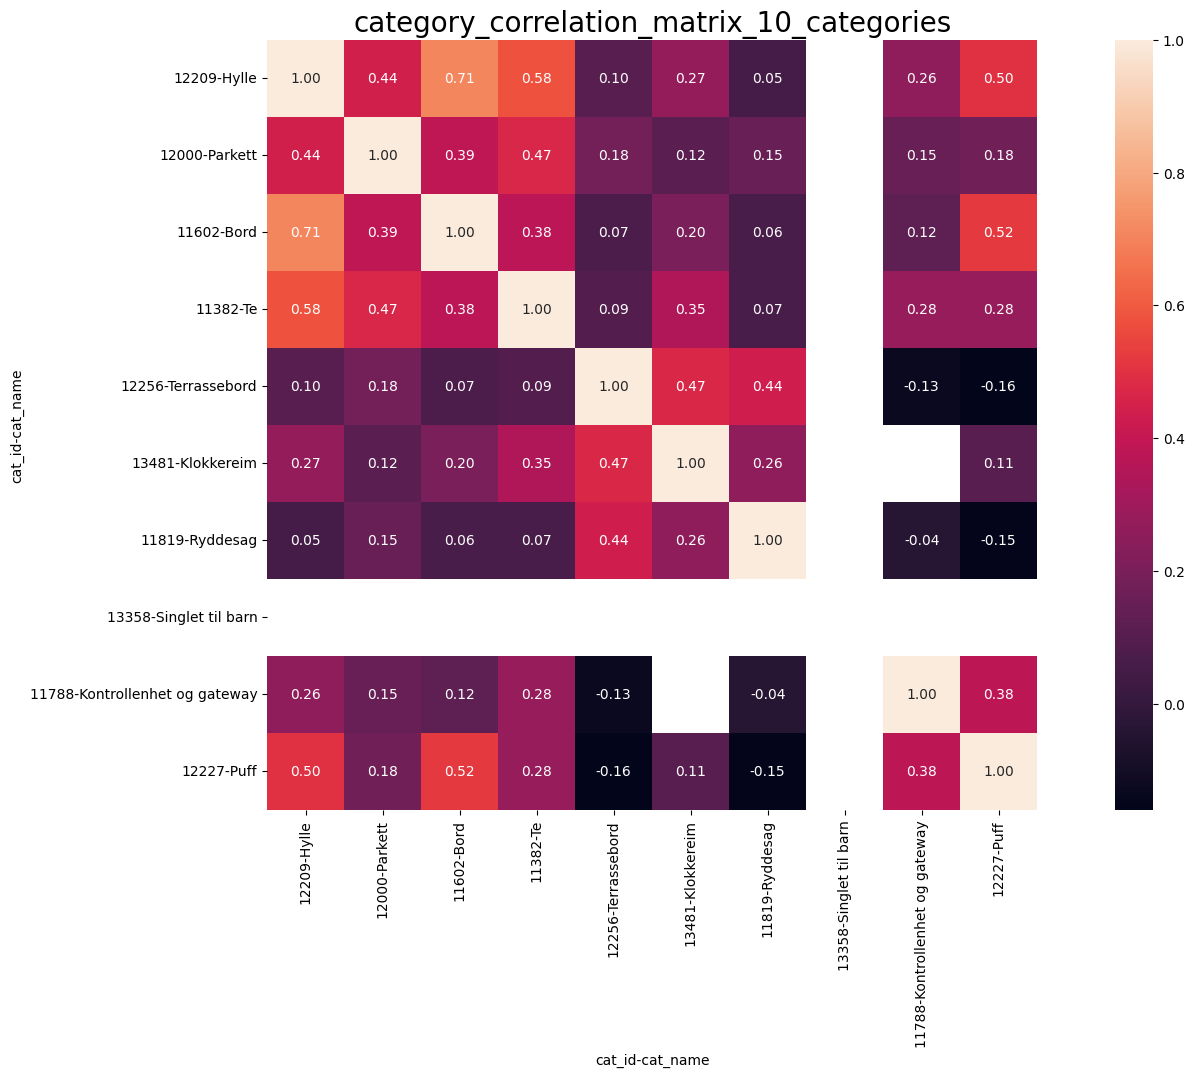 category_correlation_matrix_10_categories
12209-Hylle 1.00 0.44 0.71 0.58 0.10 0.27 0.05 0.26 0.50
12000-Parkett 0.44 1.00 0.39 0.47 0.18 0.12 0.15 0.15 0.18
11602-Bord 0.71 0.39 1.00 0.38 0.07 0.20 0.06 0.12 0.52
11382-Te 0.58 0.47 0.38 1.00 0.09 0.35 0.07 0.28 0.28
12256-Terrassebord 0.10 0.18 0.07 0.09 1.00 0.47 0.44 -0.13 -0.16
13481-Klokkereim 0.27 0.12 0.20 0.35 0.47 1.00 0.26 0.11
11819-Ryddesag 0.05 0.15 0.06 0.07 0.44 0.26 1.00 -0.04 -0.15
13358-Singlet til barn
11788-Kontrollenhet og gateway 0.26 0.15 0.12 0.28 -0.13 -0.04 1.00 0.38
12227-Puff 0.50 0.18 0.52 0.28 -0.16 0.11 -0.15 0.38 1.00
cat_id-cat_name
12209-Hylle
12000-Parkett
11602-Bord
11382-Te
12256-Terrassebord
13481-Klokkereim
11819-Ryddesag
13358-Singlet til barn
11788-Kontrollenhet og gateway
12227-Puff
cat_id-cat_name
1.0
0.8
0.6
0.4
0.2
0.0